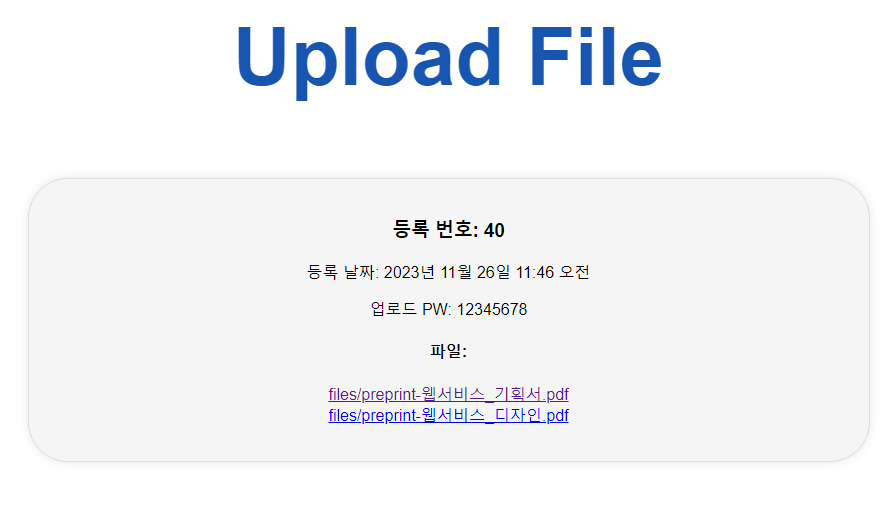 Upload File
등록 번호: 40
등록 날짜: 2023년 11월 26일 11:46 오전
업로드 PW: 12345678
파일:
files/preprint-웹서비스_기획서.pdf
files/preprint-웹서비스_디자인.pdf